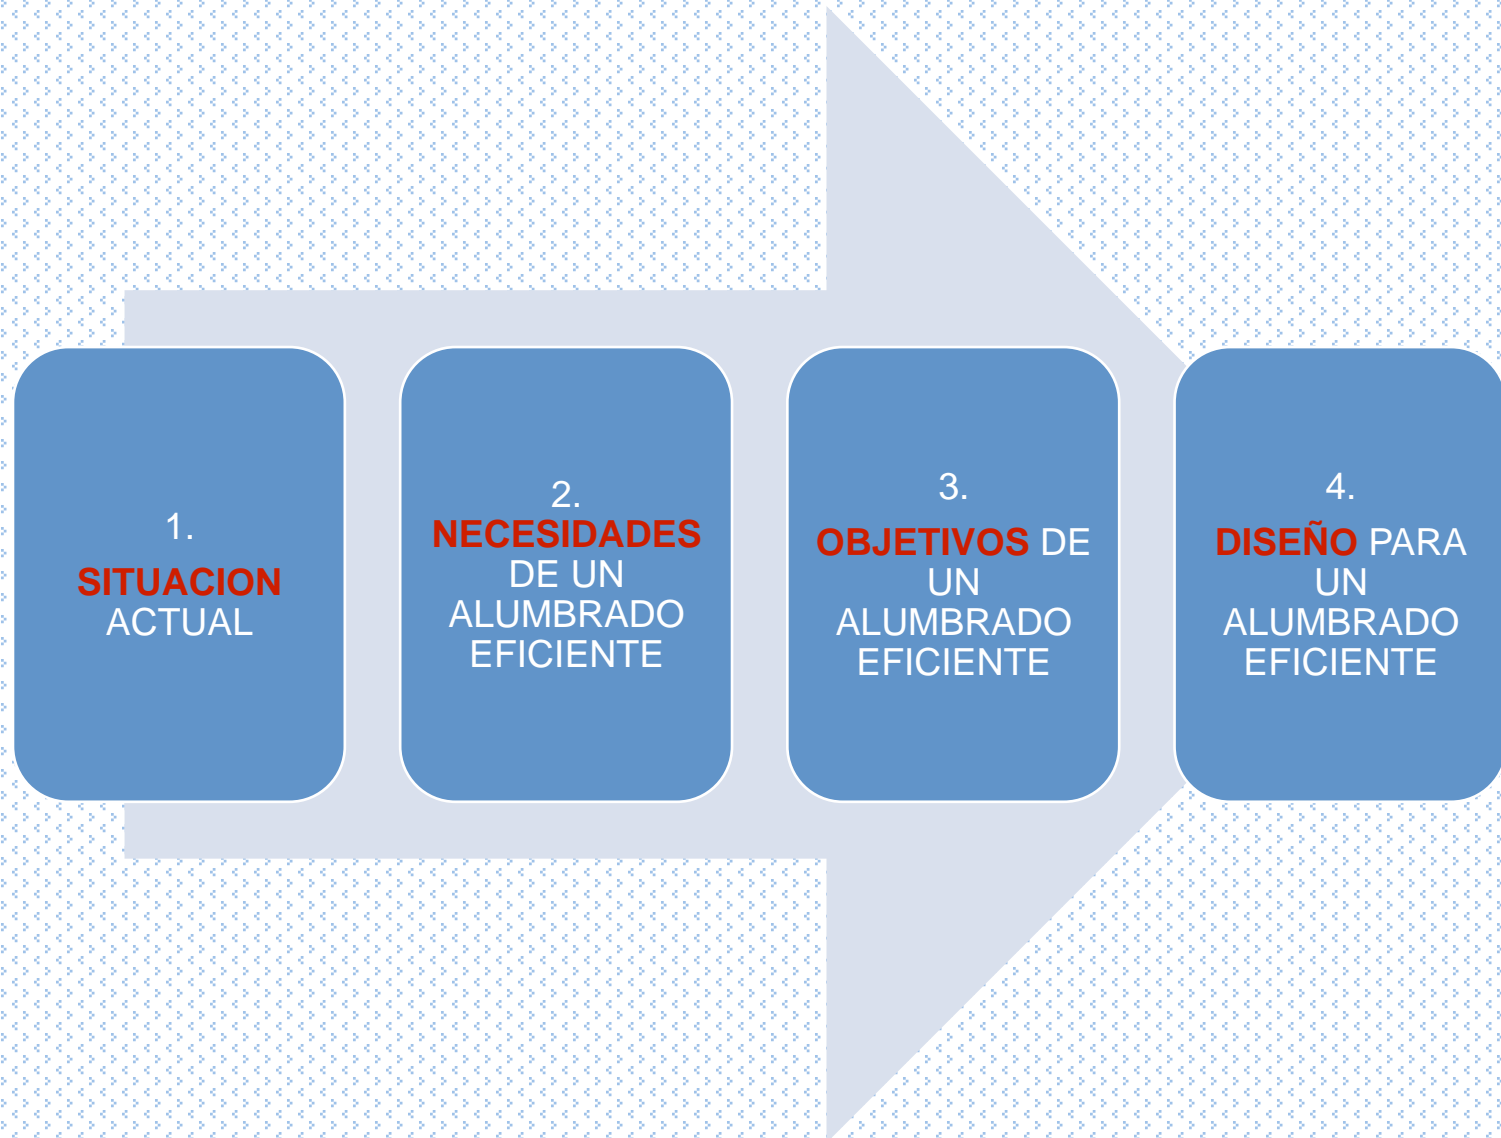 1.
SITUACION
ACTUAL
2.
NECESIDADES
DE UN
ALUMBRADO
EFICIENTE
3.
OBJETIVOS DE
UN
ALUMBRADO
EFICIENTE
4.
DISEÑO PARA
UN
ALUMBRADO
EFICIENTE